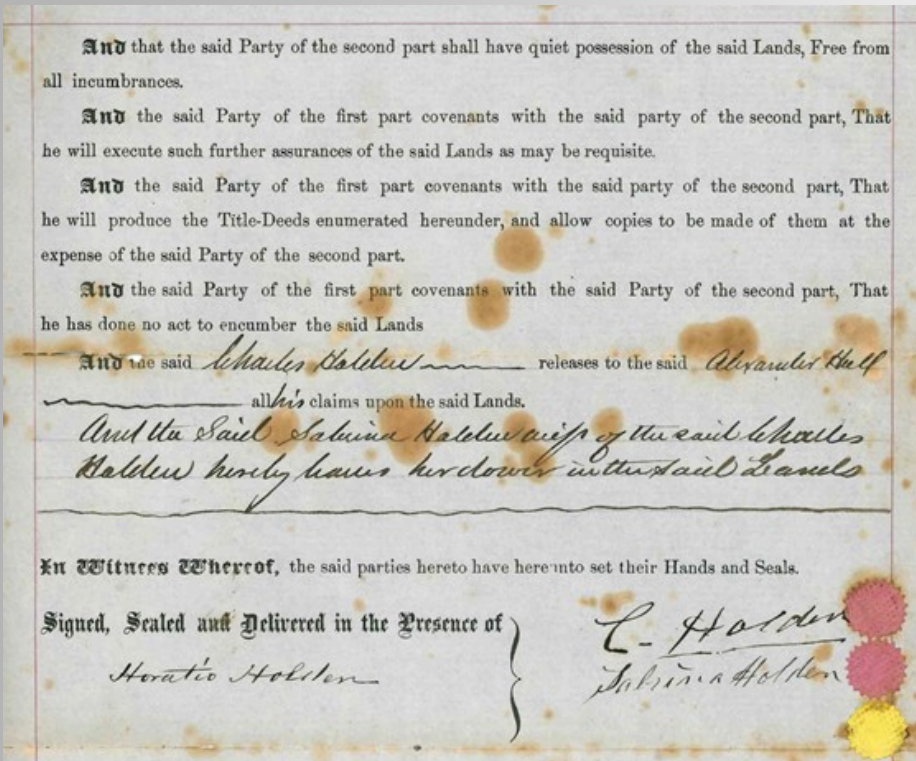 And that the said Party of the second part shall have quiet possession of the said Lands, Free from
all incumbrances.
And the said Party of the first part covenants with the said party of the second part, That
he will execute such further assurances of the said Lands as may be requisite.
And the said Party of the first part covenants with the said party of the second part, That
he will produce the Title-Deeds enumerated hereunder, and allow copies to be made of them at the
expense of the said Party of the second part.
And the said Party of the first part covenants with the said Party of the second part, That
he has done no act to encumber the said Lands
And the said Charles Holden releases to the said Alexander Hull
all his claims upon the said Lands.
And the Said Sabrina Holden wife of the said Charles
Holden hereby her dower in the said Lands
In Witness Whereof, the said parties hereto have hereunto set their Hands and Seals.
Signed, Sealed and Delivered in the Presence of
C. Holden
Horatio Holden
Sabrina Holden